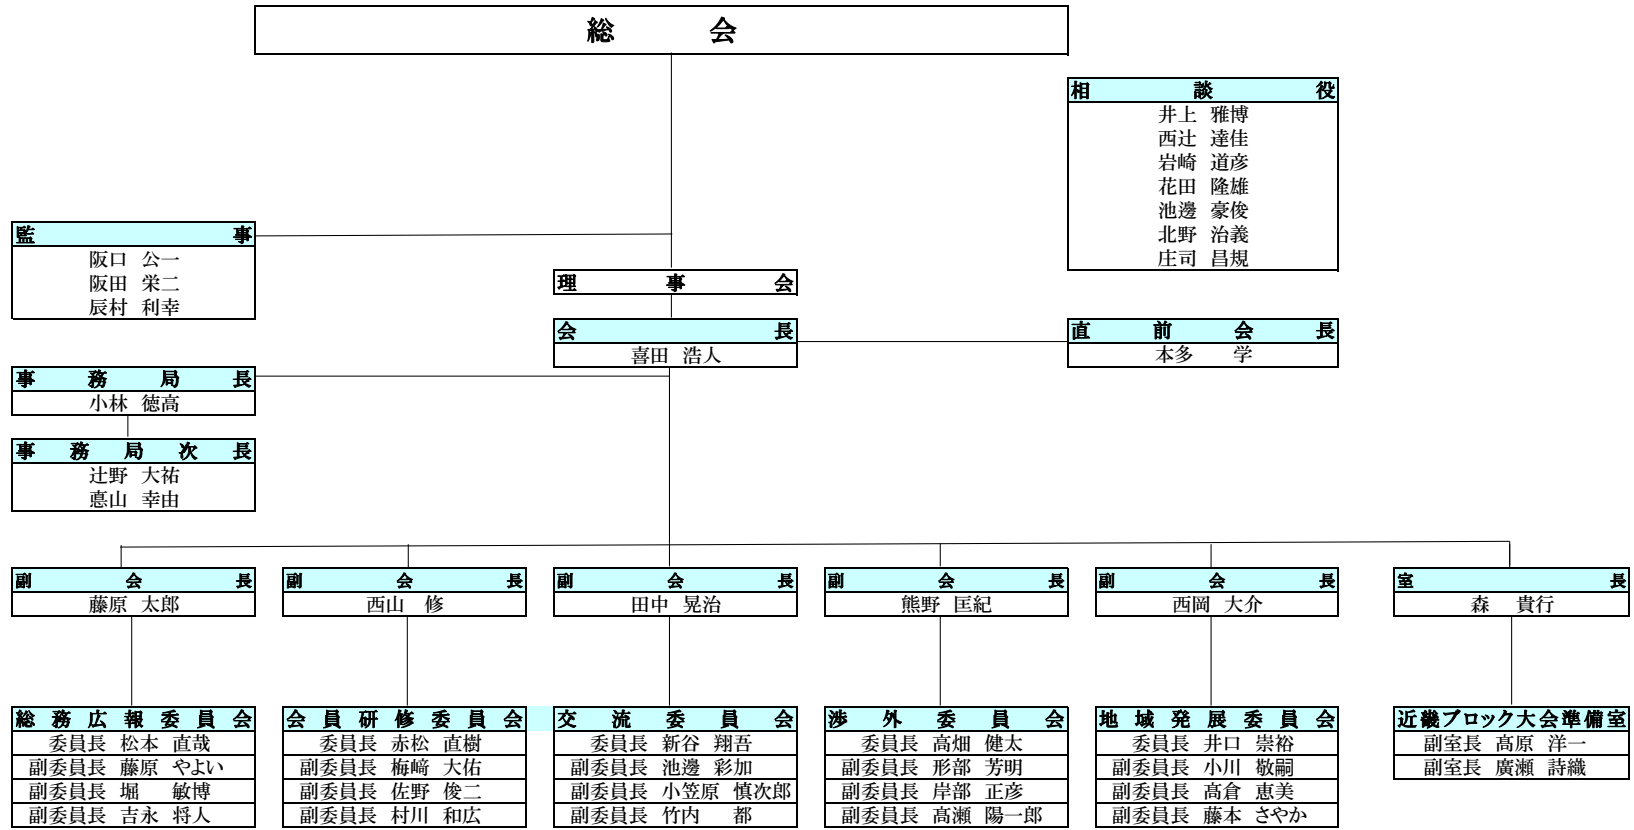 総 会
相 談 役
井上 雅博
西辻 達佳
岩崎 道彦
花田 隆雄
池邊 豪俊
北野 治義
庄司 昌規
監 事
阪口 公一
阪田 栄二
辰村 利幸
理 事 会
会 長
喜田 浩人
直 前 会 長
本多 学
事 務 局 長
小林 徳高
事 務 局 次 長
辻野 大祐
悳山 幸由
副 会 長
藤原 太郎
副 会 長
西山 修
副 会 長
田中 晃治
副 会 長
熊野 匡紀
副 会 長
西岡 大介
室 長
森 貴行
総 務 広 報 委 員 会
委員長 松本 直哉
副委員長 藤原 やよい
副委員長 堀 敏博
副委員長 吉永 将人
会 員 研 修 委 員 会
委員長 赤松 直樹
副委員長 梅﨑 大佑
副委員長 佐野 俊二
副委員長 村川 和広
交 流 委 員 会
委員長 新谷 翔吾
副委員長 池邊 彩加
副委員長 小笠原 慎次郎
副委員長 竹内 都
渉 外 委 員 会
委員長 高畑 健太
副委員長 形部 芳明
副委員長 岸部 正彦
副委員長 高瀬 陽一郎
地 域 発 展 委 員 会
委員長 井口 崇裕
副委員長 小川 敬嗣
副委員長 髙倉 恵美
副委員長 藤本 さやか
近畿ブロック大会準備室
副室長 高原 洋一
副室長 廣瀬 詩織